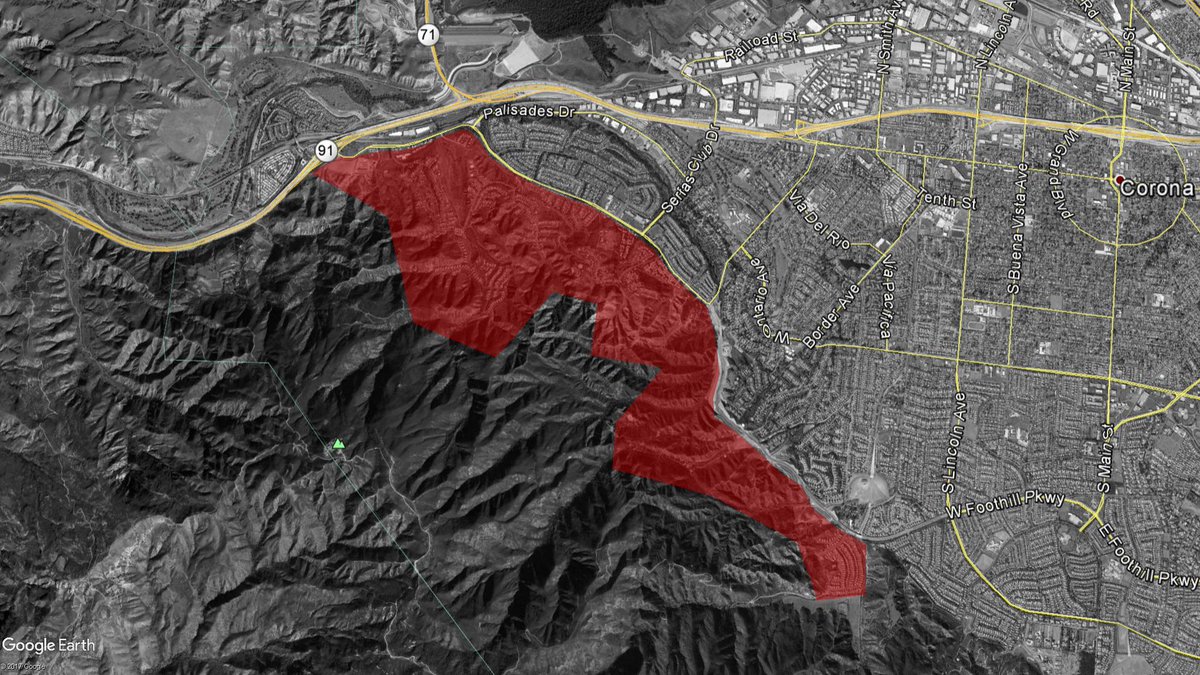 71
Railroad St
N Smith Ave
N Lincoln A
Rd
N Main St
Palisades Dr
91
Serfas Club Dr
W Grand Blvd
Corona
Tenth St
S Buena Vista Ave
Via Del Rio
Via Pacifica
W Ontario Ave
Border Ave
S Lincoln Ave
S Main St
W Foothill Pkwy
E Foothill Pkwy
Google Earth
© 2017 Google